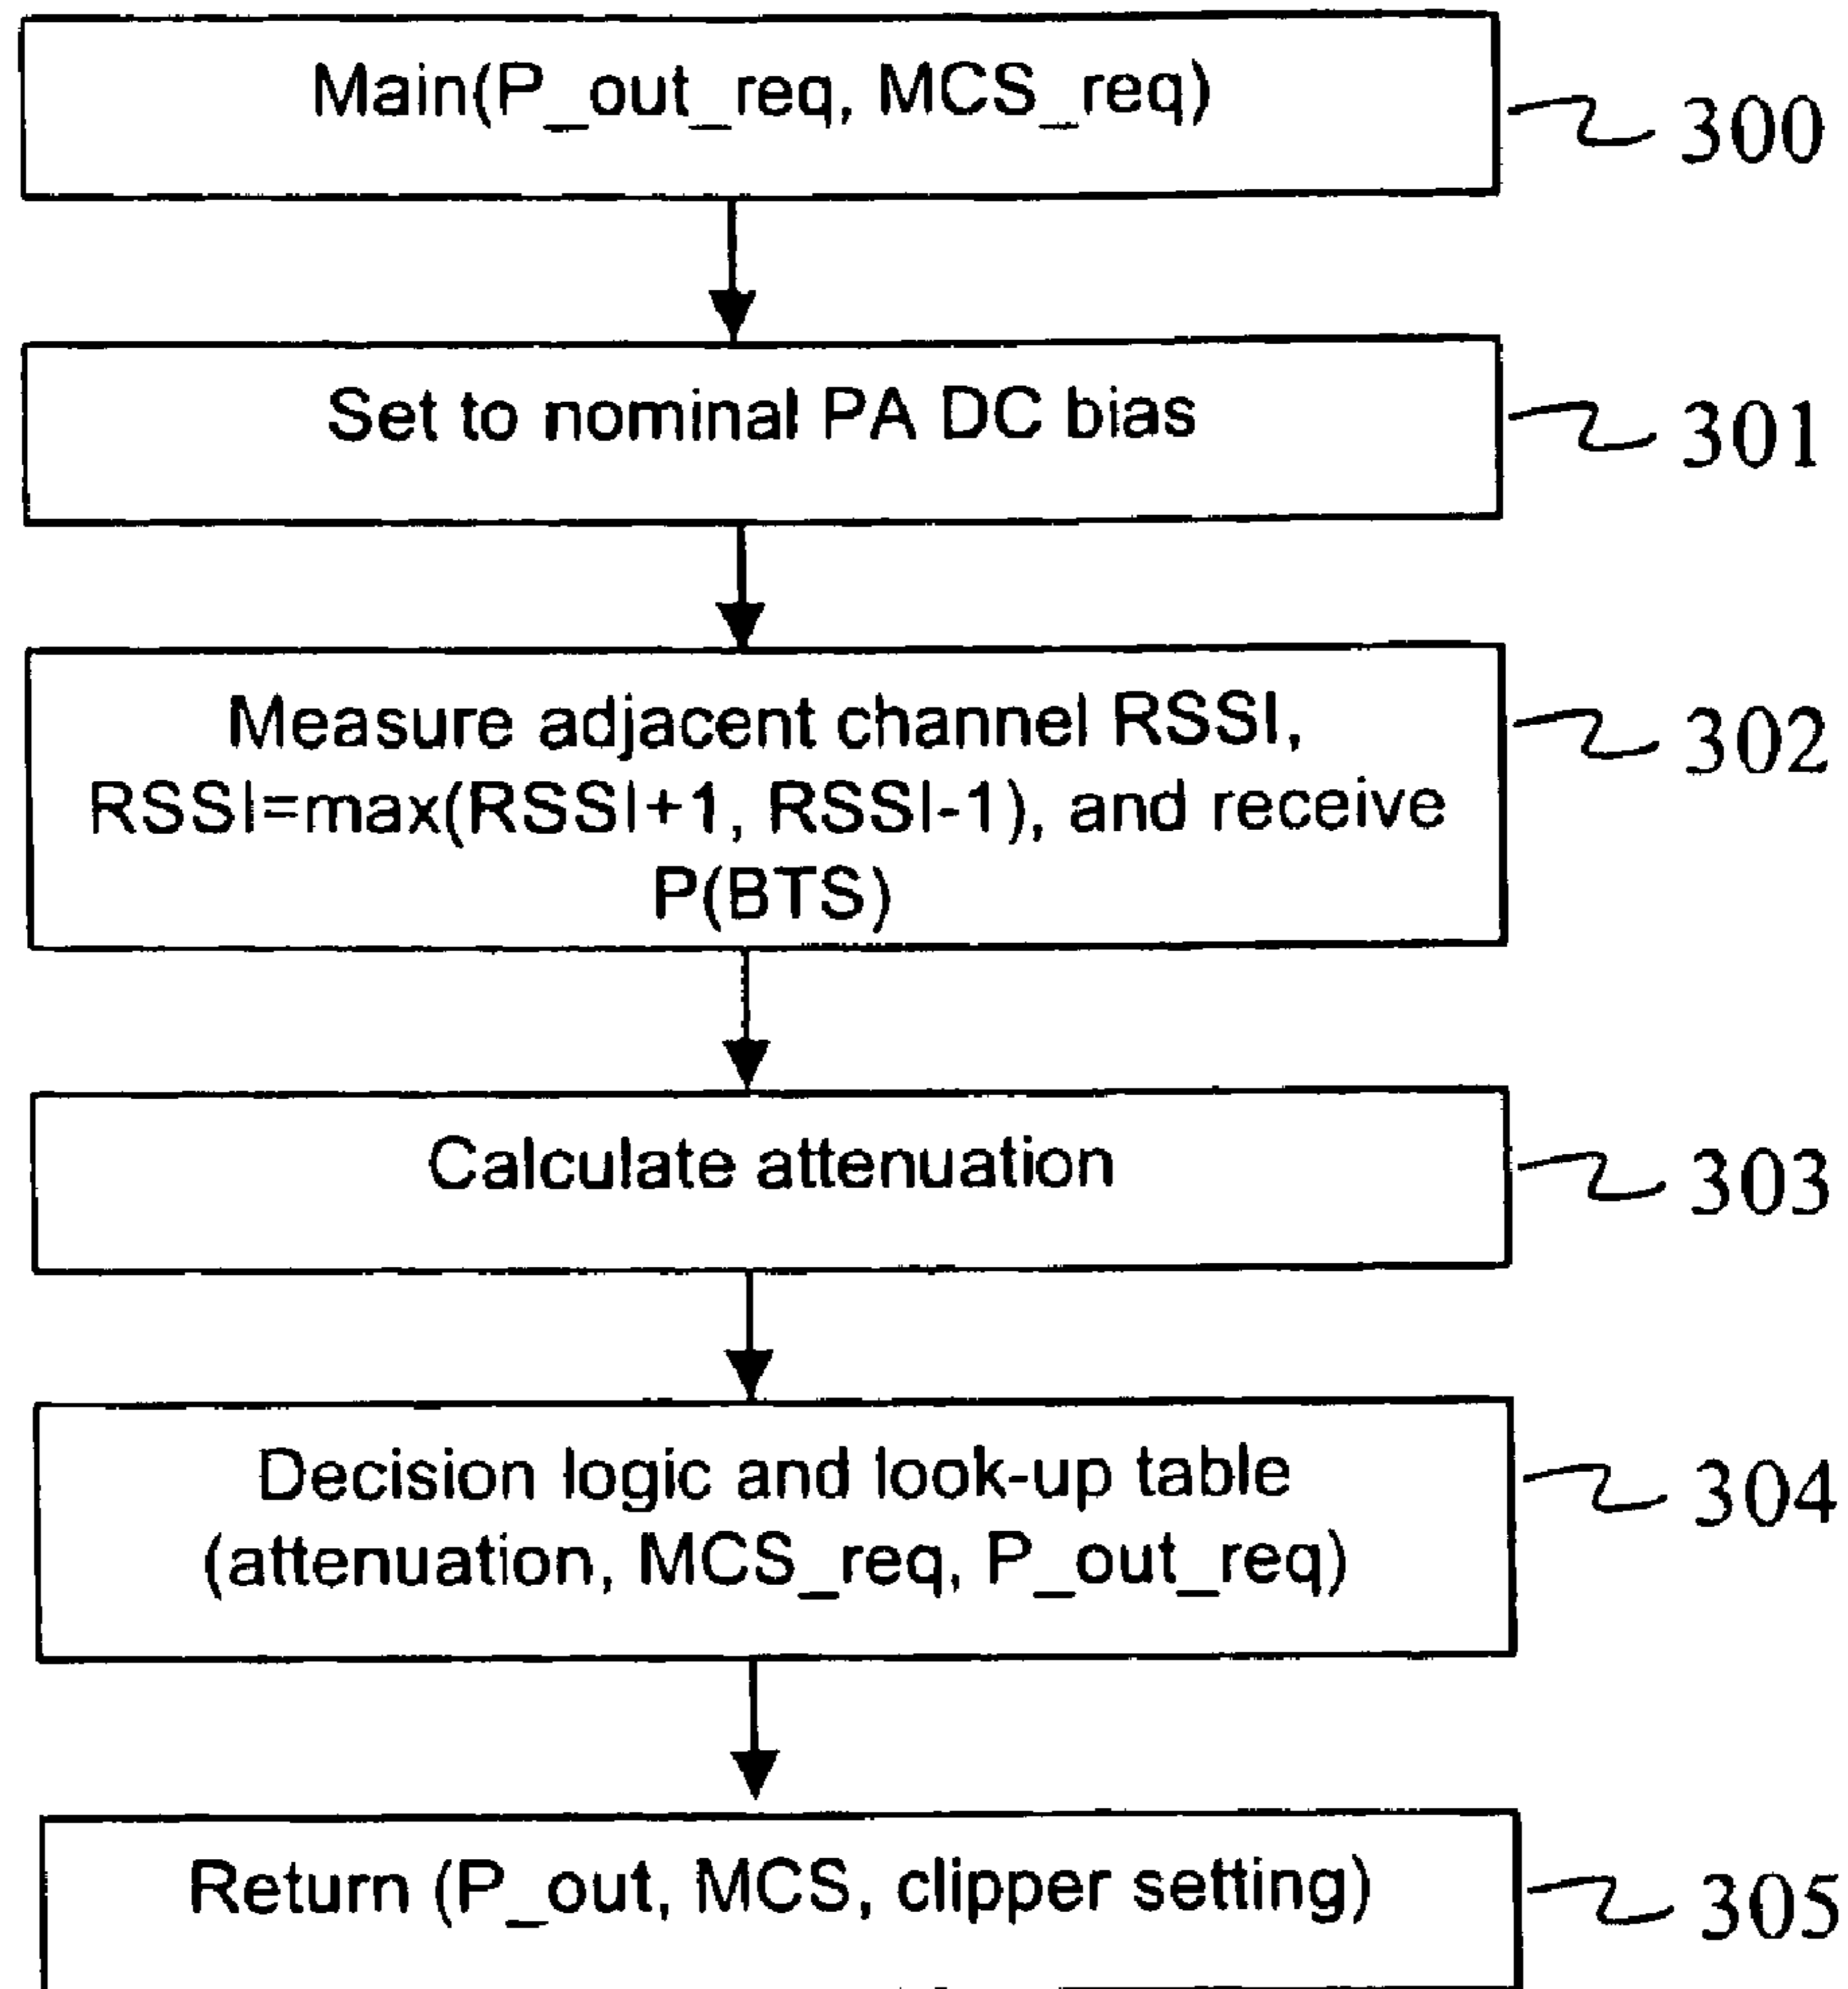 Main(P_out_req, MCS_req)
300
Set to nominal PA DC bias
301
Measure adjacent channel RSSI,
RSSI=max(RSSI+1, RSSI-1), and receive
P(BTS)
302
Calculate attenuation
303
Decision logic and look-up table
(attenuation, MCS_req, P_out_req)
304
Return (P_out, MCS, clipper setting)
305